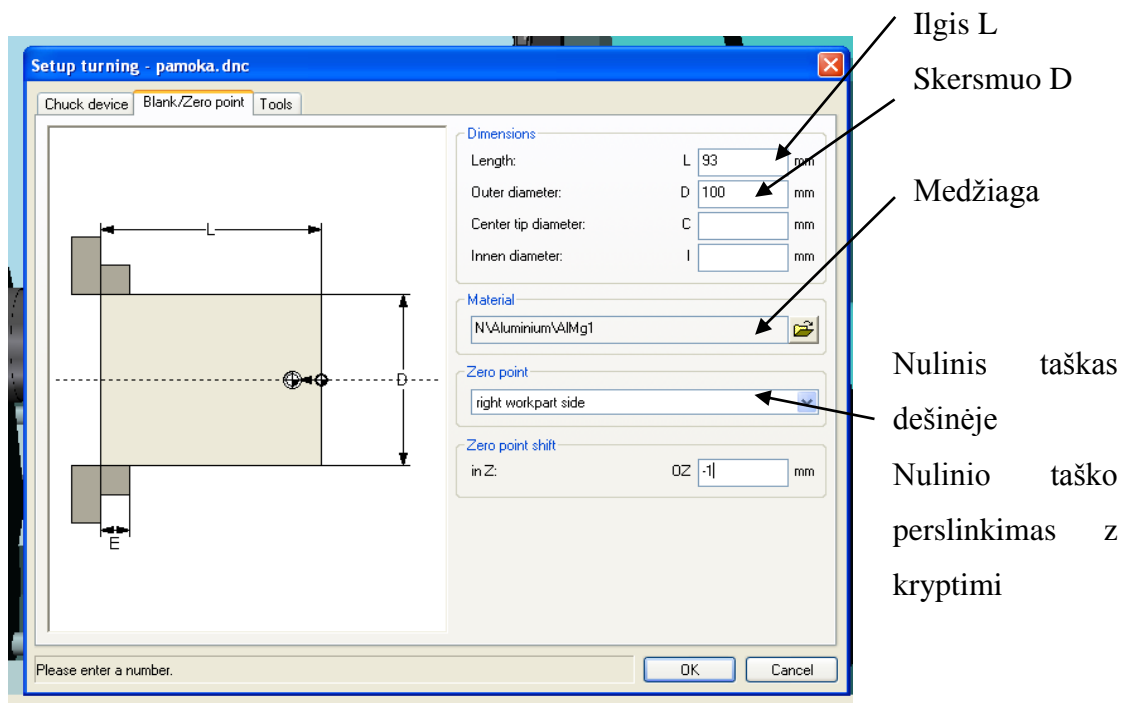 Ilgis L
Setup turning - pamoka.dnc
Skersmuo D
Chuck device Blank/Zero point Tools
Dimensions
Length: L 93 mm
Outer diameter: D 100 mm
Center tip diameter: C mm
Innen diameter: I mm
Medžiaga
Material
N\Aluminium\AlMg1
Zero point
right workpart side
Nulinis taškas
dešinėje
Zero point shift
in Z: OZ -1 mm
Nulinio taško
perslinkimas z
kryptimi
L
D
E
Please enter a number. OK Cancel